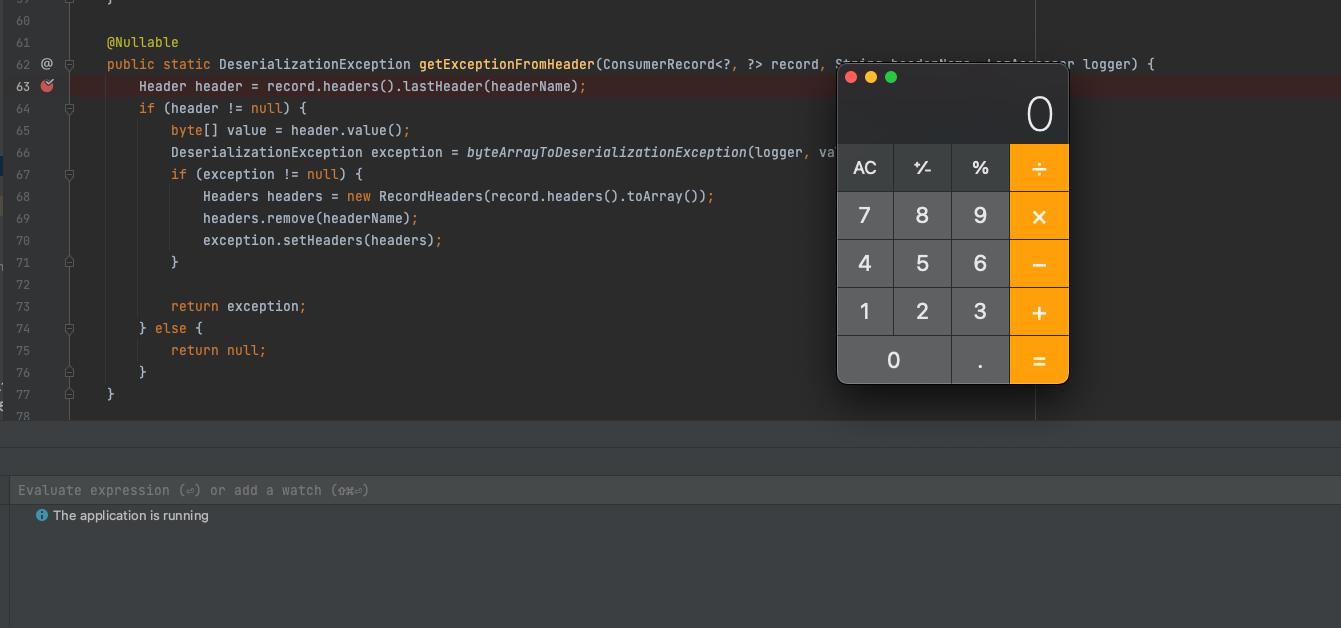 60
61 @Nullable
62 @ public static DeserializationException getExceptionFromHeader(ConsumerRecord<?, ?> record, logger) {
63 Header header = record.headers().lastHeader(headerName);
64 if (header != null) {
65 byte[] value = header.value();
66 DeserializationException exception = byteArrayToDeserializationException(logger,
67 if (exception != null) {
68 Headers headers = new RecordHeaders(record.headers().toArray());
69 headers.remove(headerName);
70 exception.setHeaders(headers);
71 }
72
73 return exception;
74 } else {
75 return null;
76 }
77 }
78
0
AC +/- % ÷
7 8 9 ×
4 5 6 −
1 2 3 +
0 . =
Evaluate expression (⏎) or add a watch (⇧⌘⏎)
The application is running